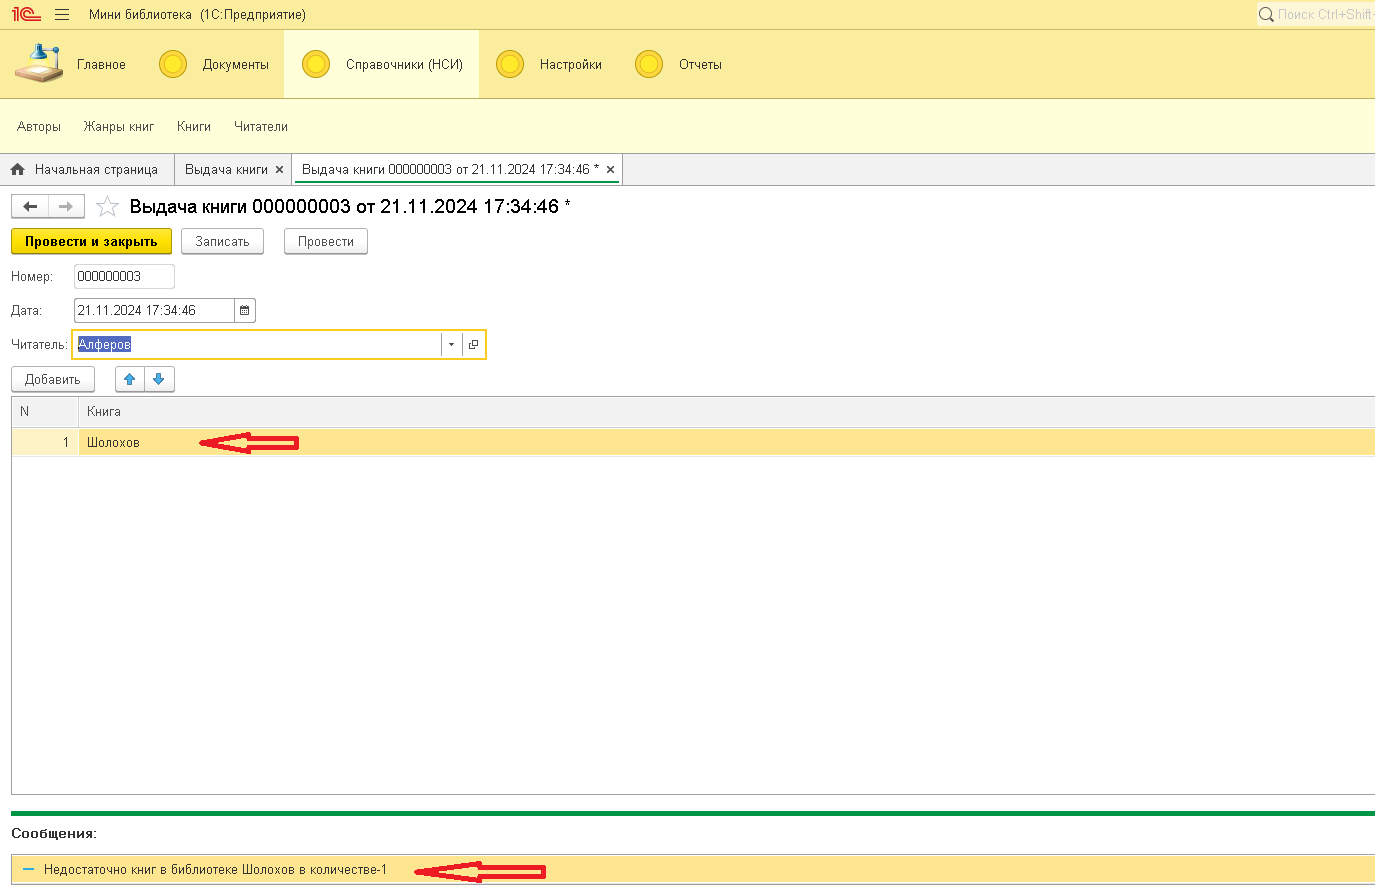 1С Мини библиотека (1С:Предприятие) Поиск Ctrl+Shift+
Главное Документы Справочники (НСИ) Настройки Отчеты
Авторы Жанры книг Книги Читатели
Начальная страница Выдача книги × Выдача книги 000000003 от 21.11.2024 17:34:46 * ×
Выдача книги 000000003 от 21.11.2024 17:34:46 *
Провести и закрыть Записать Провести
Номер: 000000003
Дата: 21.11.2024 17:34:46
Читатель: Алферов
Добавить
N Книга
1 Шолохов
Сообщения:
Недостаточно книг в библиотеке Шолохов в количестве-1